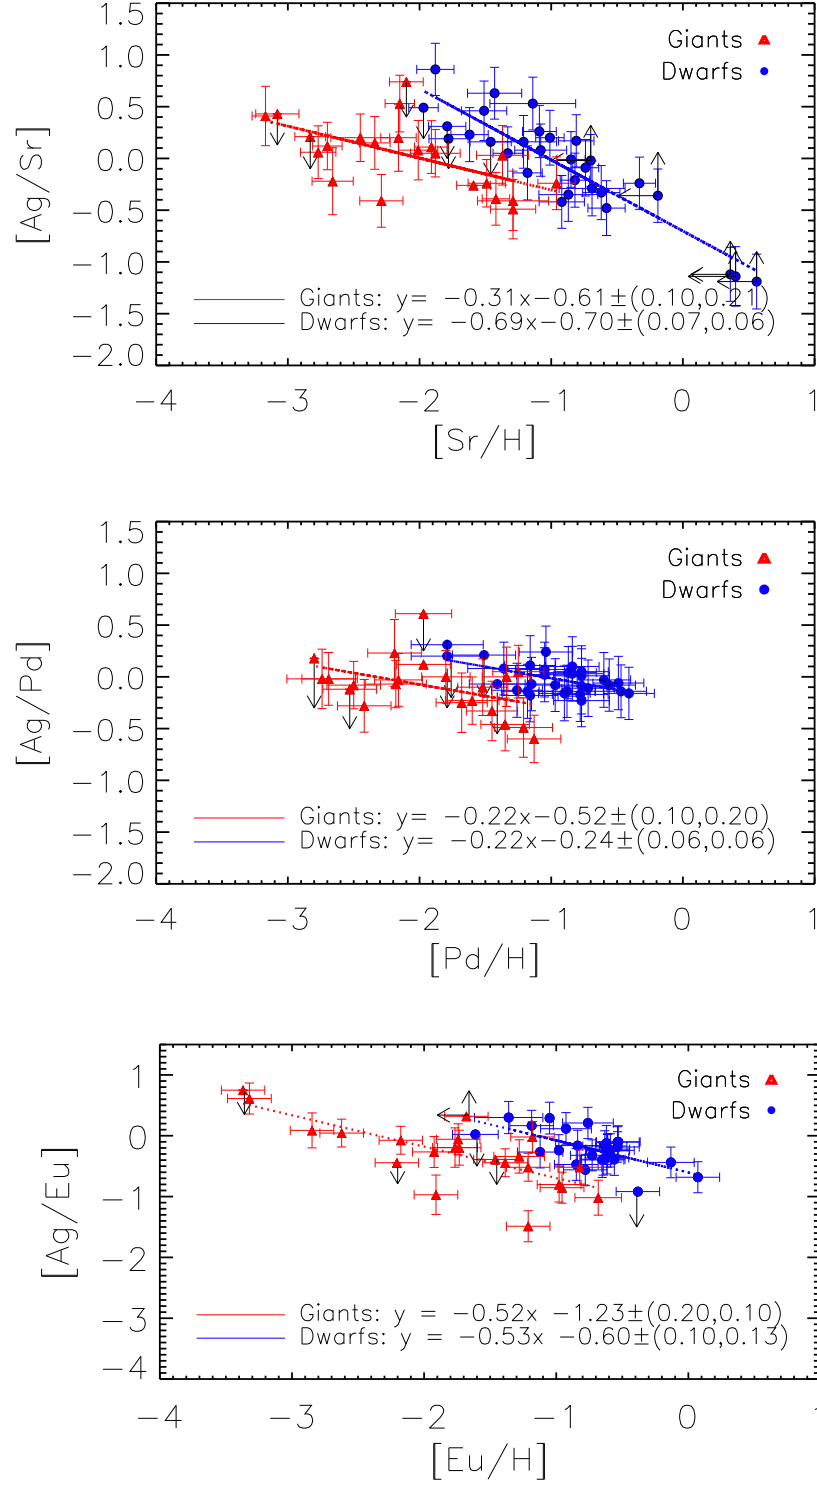 1.5
1.0
0.5
0.0
−0.5
−1.0
−1.5
−2.0
[Ag/Sr]
Giants
Dwarfs
Giants: y= −0.31x−0.61±(0.10,0.21)
Dwarfs: y= −0.69x−0.70±(0.07,0.06)
−4 −3 −2 −1 0 1
[Sr/H]
1.5
1.0
0.5
0.0
−0.5
−1.0
−1.5
−2.0
[Ag/Pd]
Giants
Dwarfs
Giants: y= −0.22x−0.52±(0.10,0.20)
Dwarfs: y= −0.22x−0.24±(0.06,0.06)
−4 −3 −2 −1 0 1
[Pd/H]
1
0
−1
−2
−3
−4
[Ag/Eu]
Giants
Dwarfs
Giants: y = −0.52x −1.23±(0.20,0.10)
Dwarfs: y = −0.53x −0.60±(0.10,0.13)
−4 −3 −2 −1 0 1
[Eu/H]